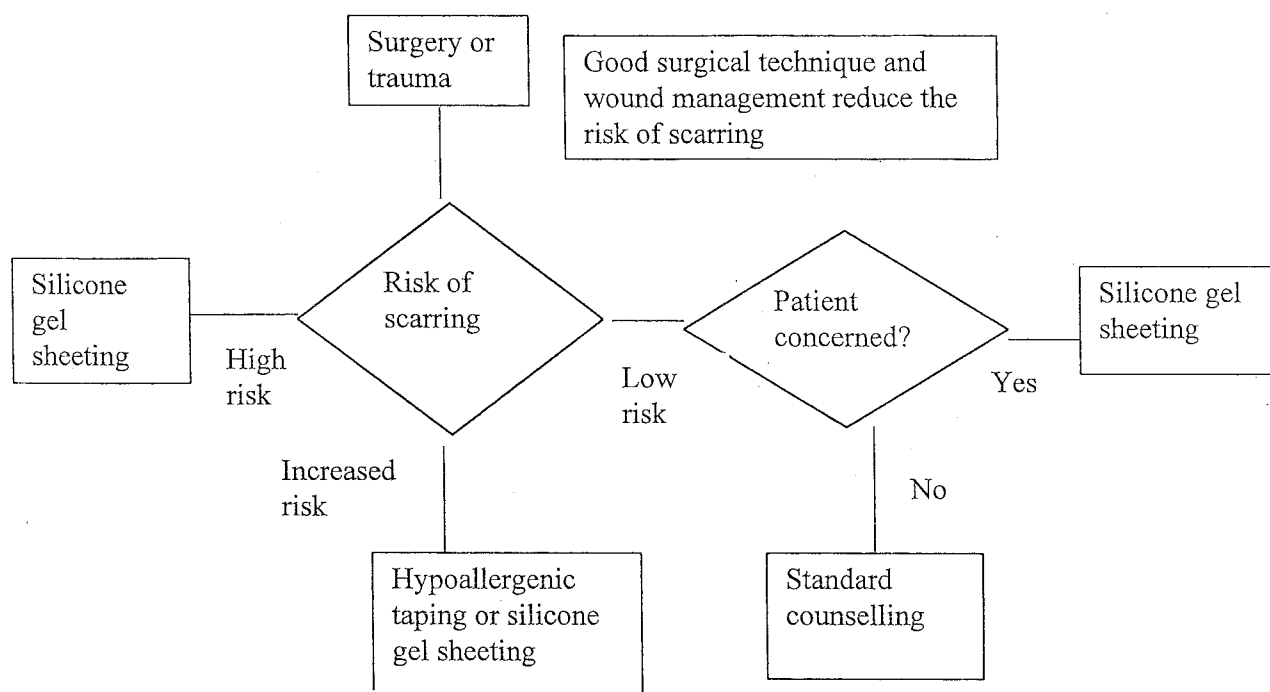 Surgery or
trauma
Good surgical technique and
wound management reduce the
risk of scarring
Silicone
gel
sheeting
High
risk
Risk of
scarring
Low
risk
Patient
concerned?
Yes
Silicone gel
sheeting
Increased
risk
No
Hypoallergenic
taping or silicone
gel sheeting
Standard
counselling